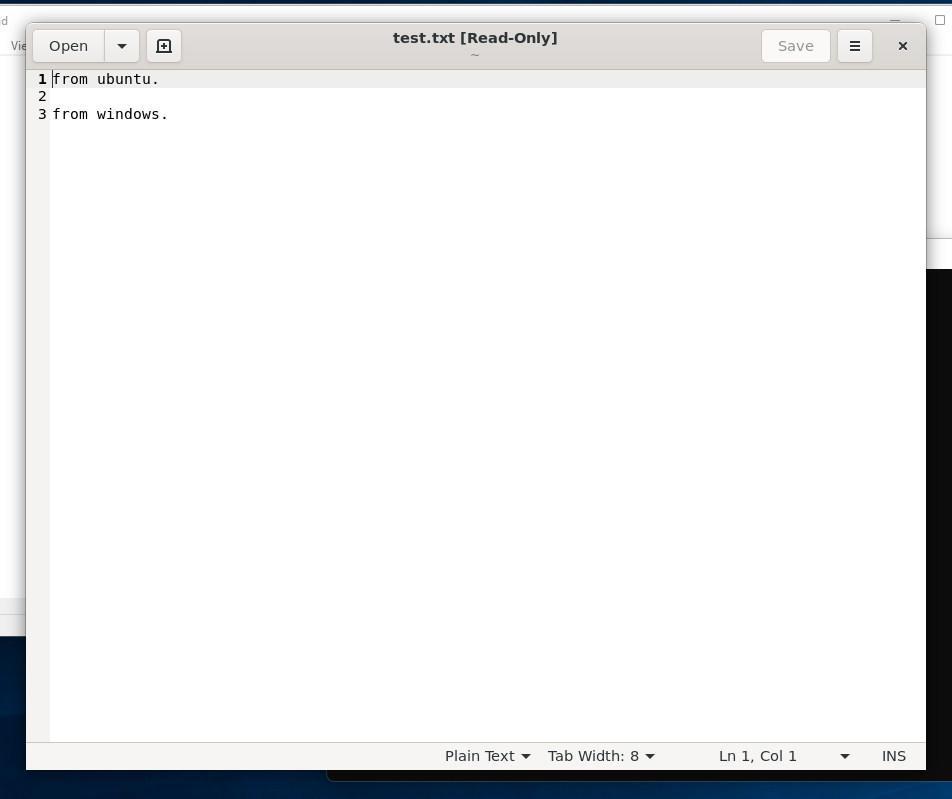 d
Vie
Open
test.txt [Read-Only]
~
Save
1 from ubuntu.
2
3 from windows.
Plain Text
Tab Width: 8
Ln 1, Col 1
INS